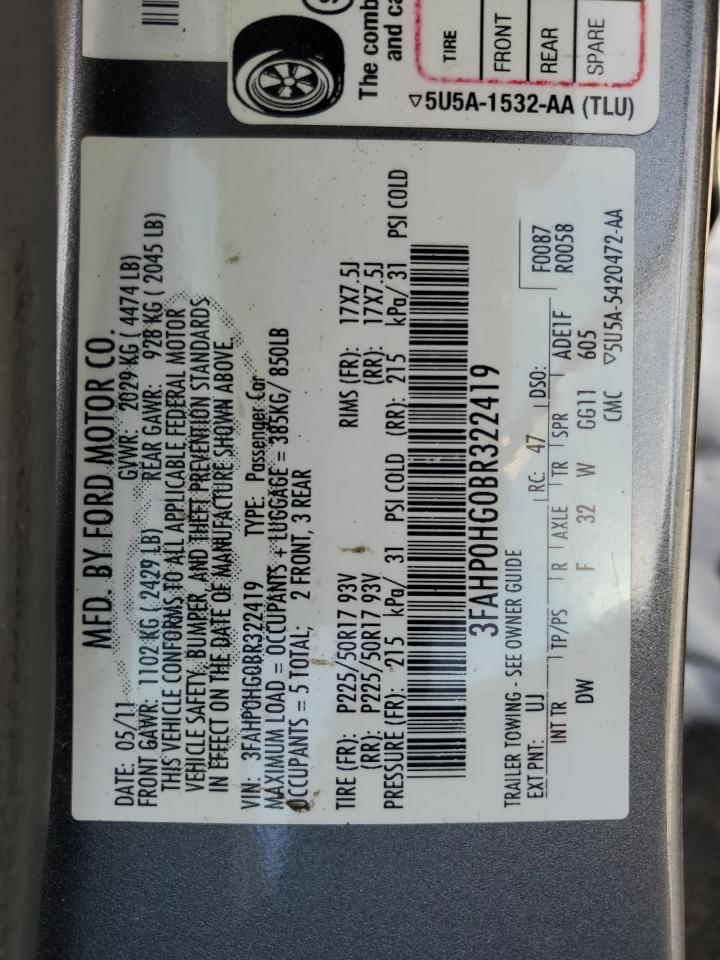 MFD. BY FORD MOTOR CO.
DATE: 05/11 GVWR: 2029 KG ( 4474 LB)
FRONT GAWR: 1102 KG ( 2429 LB) REAR GAWR: 928 KG ( 2045 LB)
THIS VEHICLE CONFORMS TO ALL APPLICABLE FEDERAL MOTOR
VEHICLE SAFETY, BUMPER, AND THEFT PREVENTION STANDARDS
IN EFFECT ON THE DATE OF MANUFACTURE SHOWN ABOVE.
VIN: 3FAHP0HG0BR322419 TYPE: Passenger Car
MAXIMUM LOAD = OCCUPANTS + LUGGAGE = 385KG/ 850LB
OCCUPANTS = 5 TOTAL, 2 FRONT, 3 REAR
TIRE (FR): P225/50R17 93V RIMS (FR): 17X7.5J
(RR): P225/50R17 93V (RR): 17X7.5J
PRESSURE (FR): 215 kPa/ 31 PSI COLD (RR): 215 kPa/ 31 PSI COLD
3FAHP0HG0BR322419
TRAILER TOWING - SEE OWNER GUIDE
EXT PNT: UJ RC: 47 DSO: F0087
R0058
INT TR TP/PS R AXLE TR SPR ADE1F
DW F 32 W GG11 605
CMC ▽5U5A-5420472-AA
The comb
and ca
TIRE
FRONT
REAR
SPARE
▽5U5A-1532-AA (TLU)